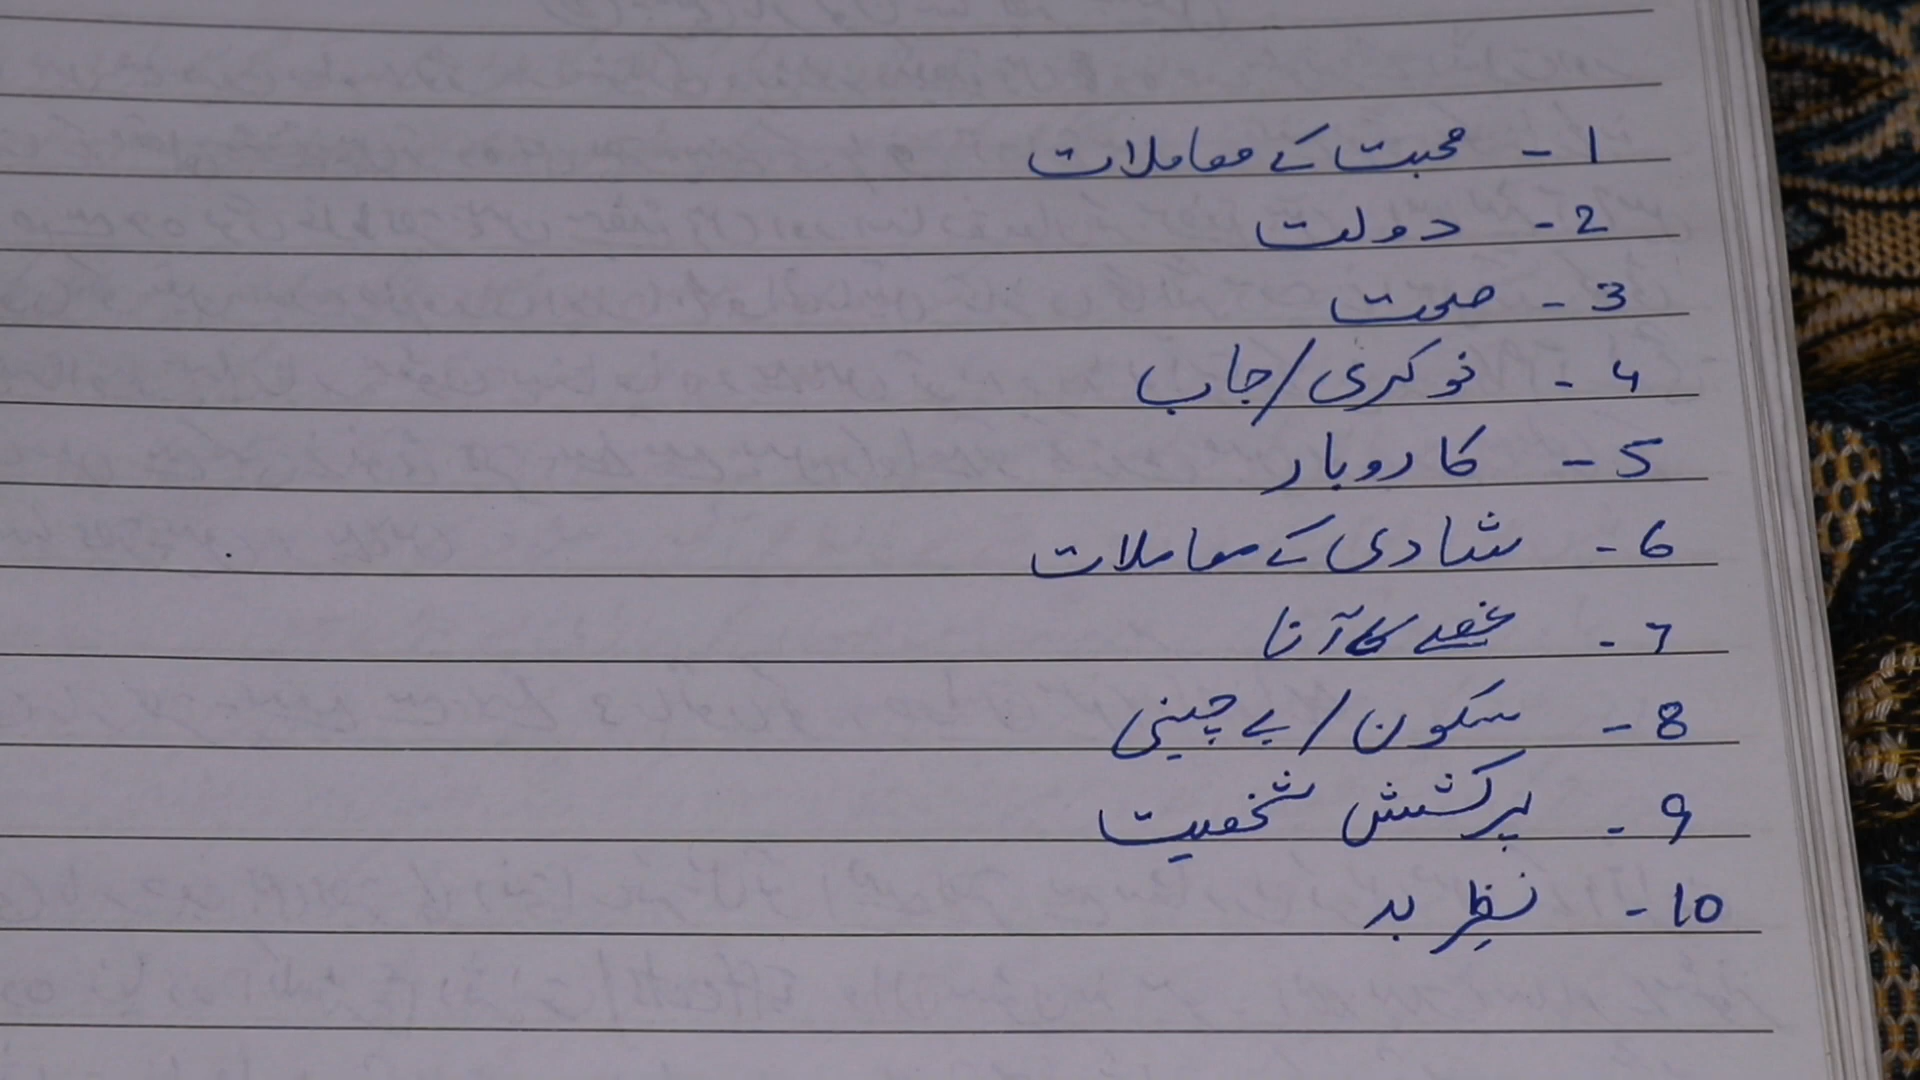 1 - محبت کے معاملات
2 - دولت
3 - صحت
4 - نوکری/جاب
5 - کاروبار
6 - شادی کے معاملات
7 - غصے کا آنا
8 - سکون/بے چینی
9 - پرکشش شخصیت
10 - نظرِ بد